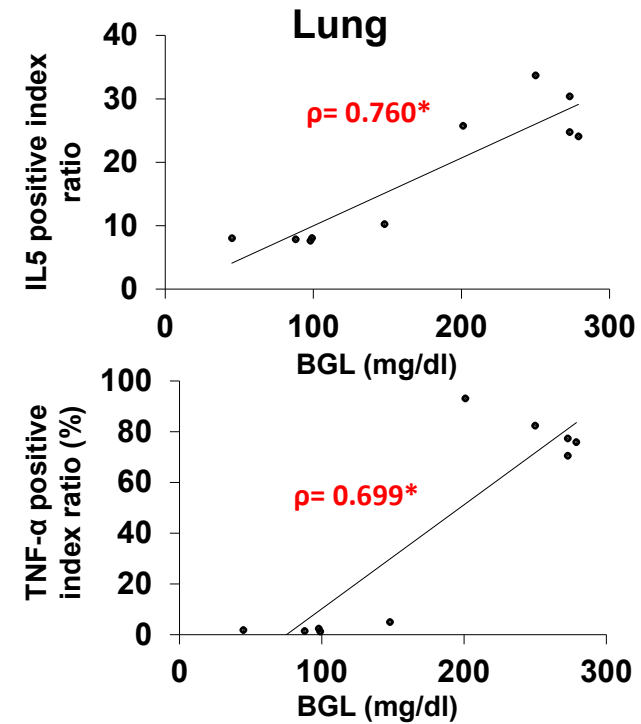 Lung
IL5 positive index
ratio
40
30
20
10
0
ρ= 0.760*
0 100 200 300
BGL (mg/dl)
TNF-α positive
index ratio (%)
100
80
60
40
20
0
ρ= 0.699*
0 100 200 300
BGL (mg/dl)